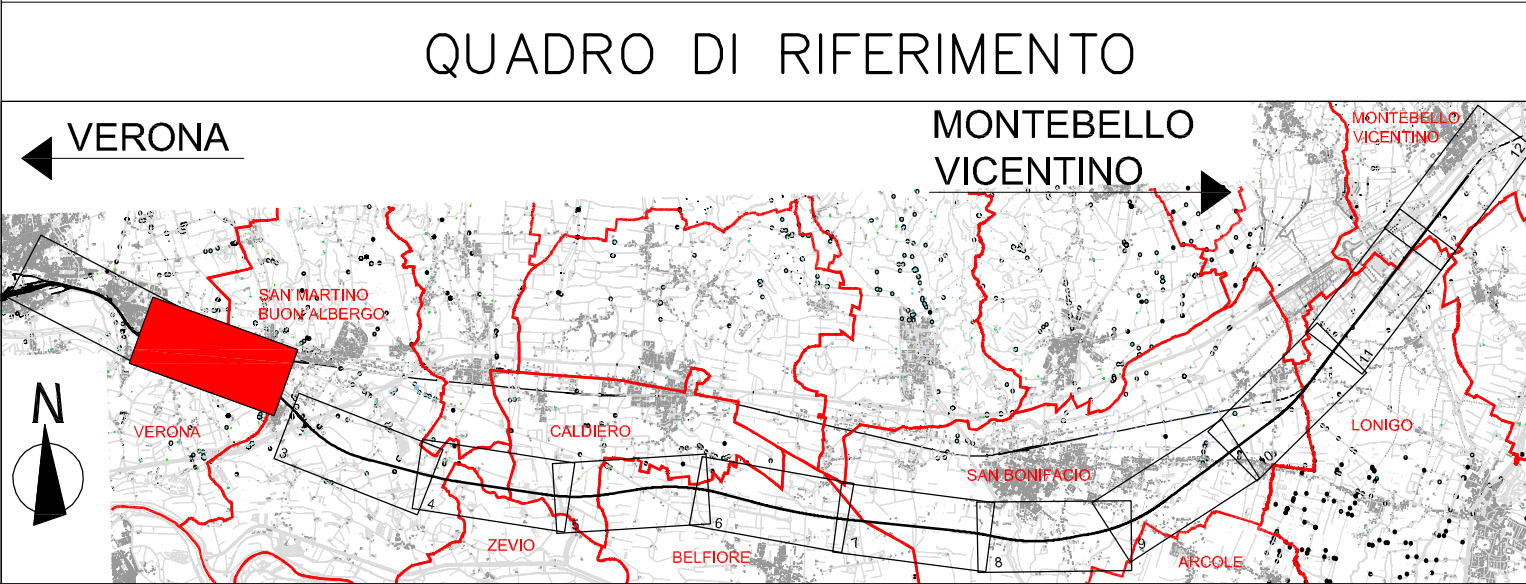 QUADRO DI RIFERIMENTO
VERONA
MONTEBELLO
VICENTINO
MONTEBELLO
VICENTINO
12
SAN MARTINO
BUON ALBERGO
N
VERONA
CALDIERO
11
LONIGO
3
SAN BONIFACIO
10
4
5
6
7
8
9
ZEVIO
BELFIORE
ARCOLE